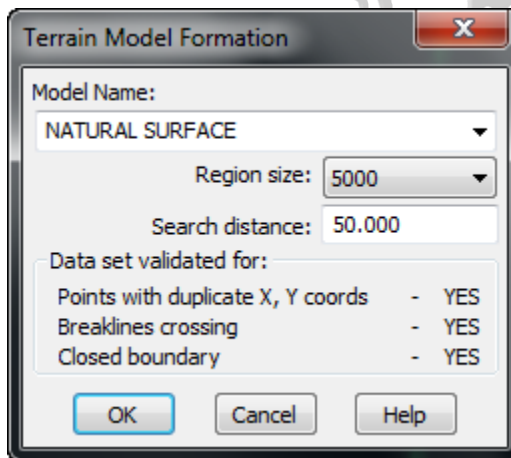 Terrain Model Formation
Model Name:
NATURAL SURFACE
Region size: 5000
Search distance: 50.000
Data set validated for:
Points with duplicate X, Y coords - YES
Breaklines crossing - YES
Closed boundary - YES
OK Cancel Help